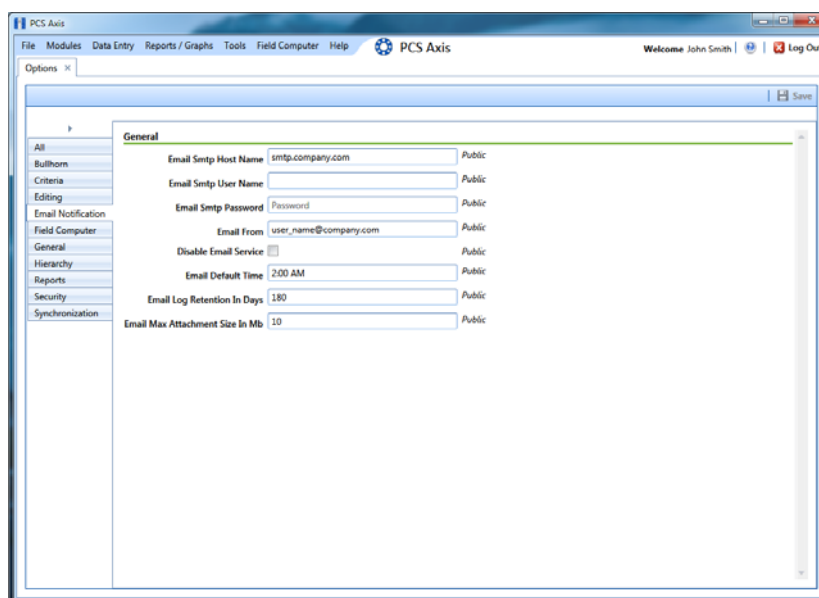 PCS Axis
File Modules Data Entry Reports / Graphs Tools Field Computer Help PCS Axis Welcome John Smith | | Log Out
Options ×
| Save
All
Bullhorn
Criteria
Editing
Email Notification
Field Computer
General
Hierarchy
Reports
Security
Synchronization
General
Email Smtp Host Name smtp.company.com Public
Email Smtp User Name Public
Email Smtp Password Password Public
Email From user_name@company.com Public
Disable Email Service Public
Email Default Time 2:00 AM Public
Email Log Retention In Days 180 Public
Email Max Attachment Size In Mb 10 Public